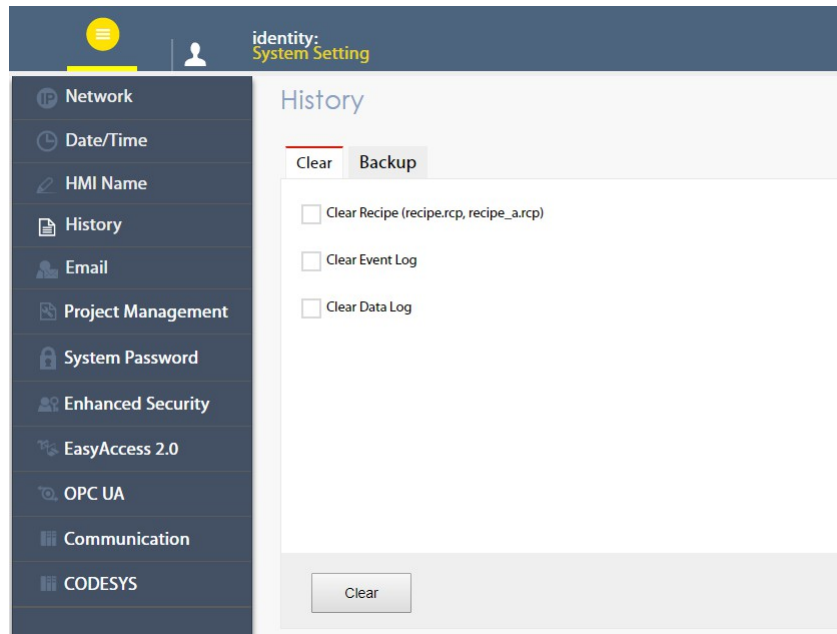 identity:
System Setting
Network
Date/Time
HMI Name
History
Email
Project Management
System Password
Enhanced Security
EasyAccess 2.0
OPC UA
Communication
CODESYS
History
Clear
Backup
Clear Recipe (recipe.rcp, recipe_a.rcp)
Clear Event Log
Clear Data Log
Clear